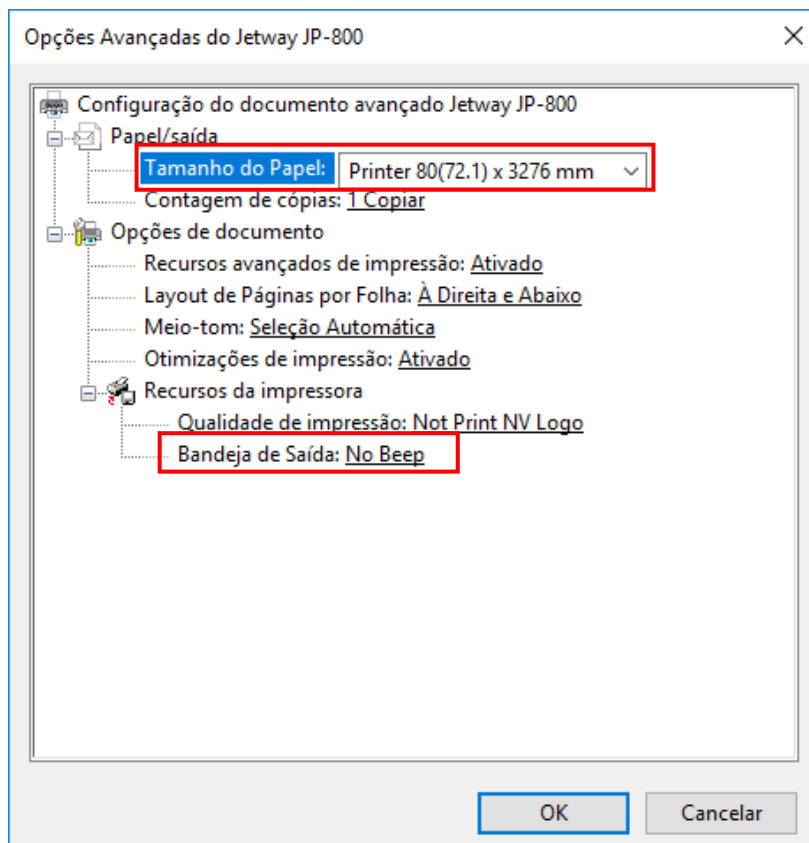 Opções Avançadas do Jetway JP-800
Configuração do documento avançado Jetway JP-800
Papel/saída
Tamanho do Papel: Printer 80(72.1) x 3276 mm
Contagem de cópias: 1 Copiar
Opções de documento
Recursos avançados de impressão: Ativado
Layout de Páginas por Folha: À Direita e Abaixo
Meio-tom: Seleção Automática
Otimizações de impressão: Ativado
Recursos da impressora
Qualidade de impressão: Not Print NV Logo
Bandeja de Saída: No Beep
OK Cancelar